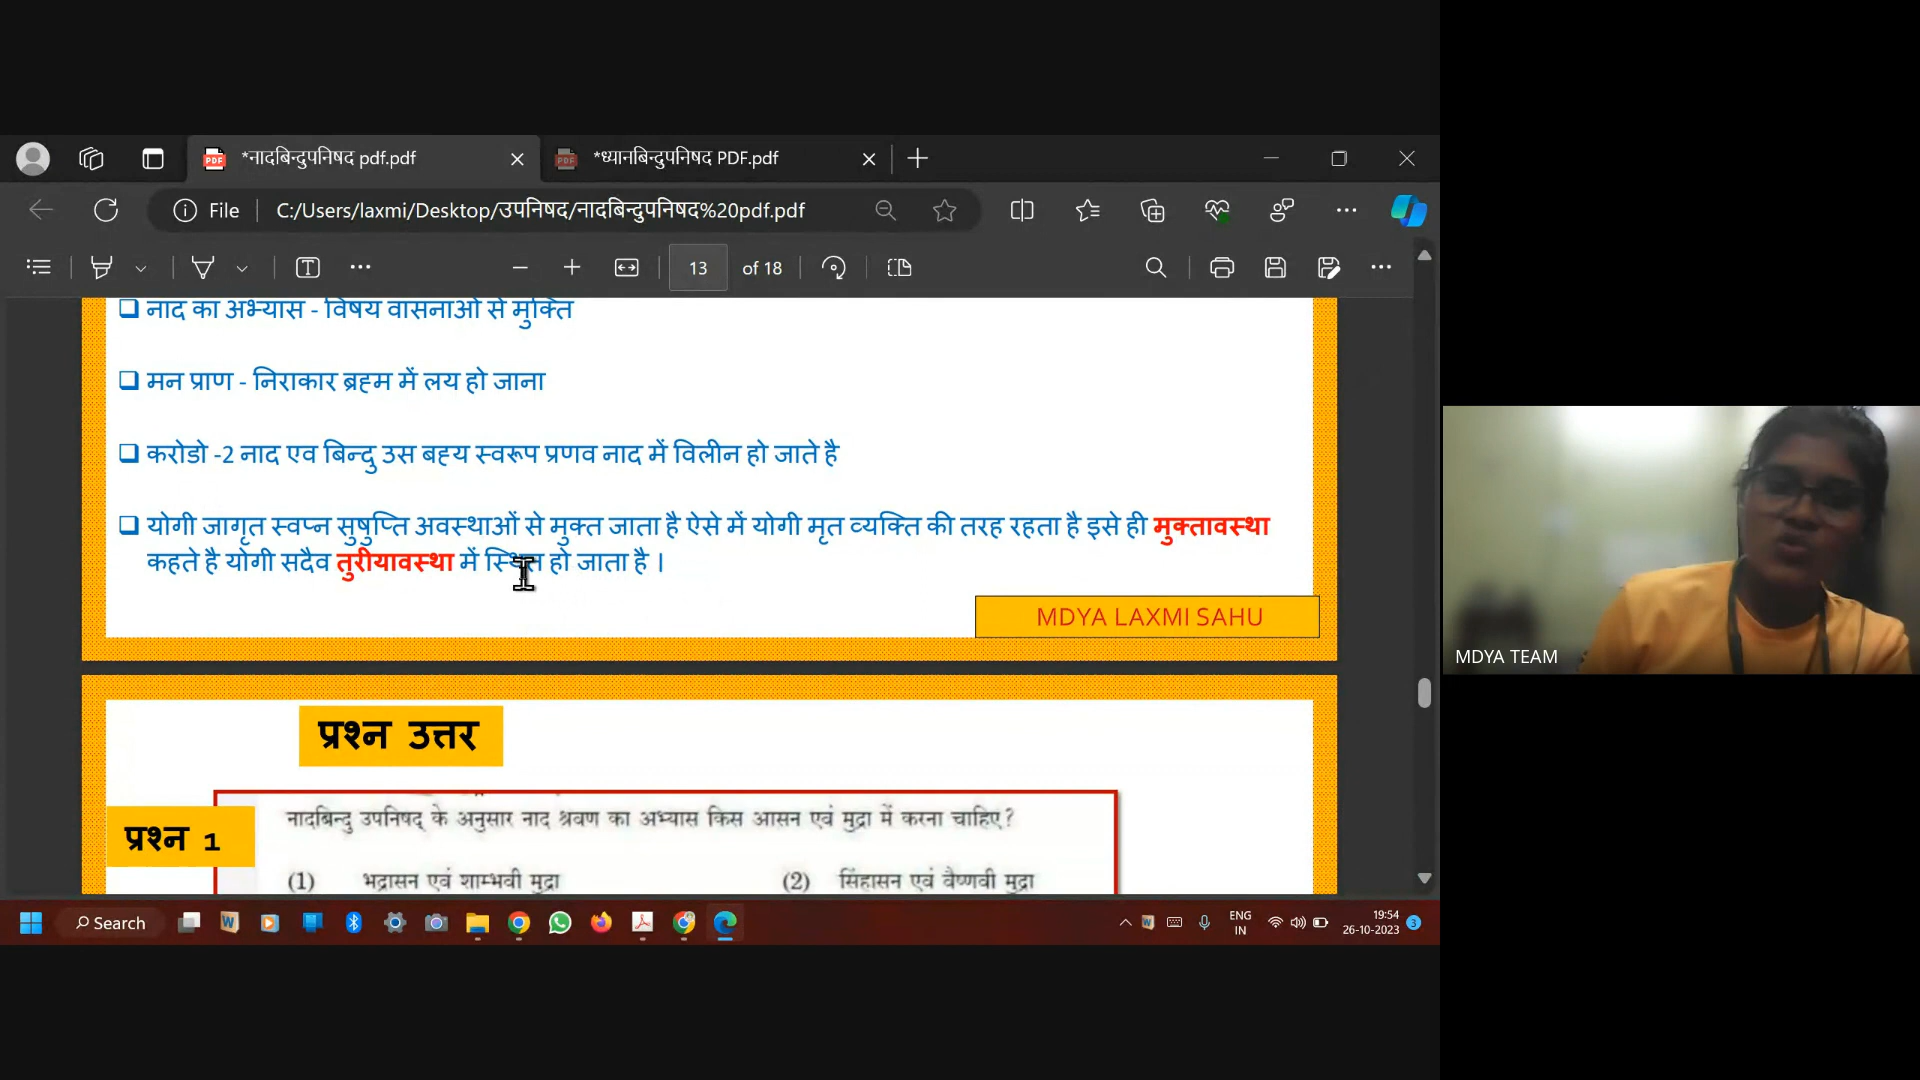 *नादबिन्दुपनिषद pdf.pdf
*ध्यानबिन्दुपनिषद PDF.pdf
File
C:/Users/laxmi/Desktop/उपनिषद/नादबिन्दुपनिषद%20pdf.pdf
13 of 18
नाद का अभ्यास - विषय वासनाओ से मुक्ति
मन प्राण - निराकार ब्रह्म में लय हो जाना
करोडो -2 नाद एव बिन्दु उस बह्य स्वरूप प्रणव नाद में विलीन हो जाते है
योगी जागृत स्वप्न सुषुप्ति अवस्थाओं से मुक्त जाता है ऐसे में योगी मृत व्यक्ति की तरह रहता है इसे ही मुक्तावस्था
कहते है योगी सदैव तुरीयावस्था में स्थित हो जाता है ।
MDYA LAXMI SAHU
MDYA TEAM
प्रश्न उत्तर
प्रश्न 1
नादबिन्दु उपनिषद् के अनुसार नाद श्रवण का अभ्यास किस आसन एवं मुद्रा में करना चाहिए?
(1) भद्रासन एवं शाम्भवी मुद्रा
(2) सिंहासन एवं वैष्णवी मुद्रा
Search
ENG
IN
19:54
26-10-2023
3